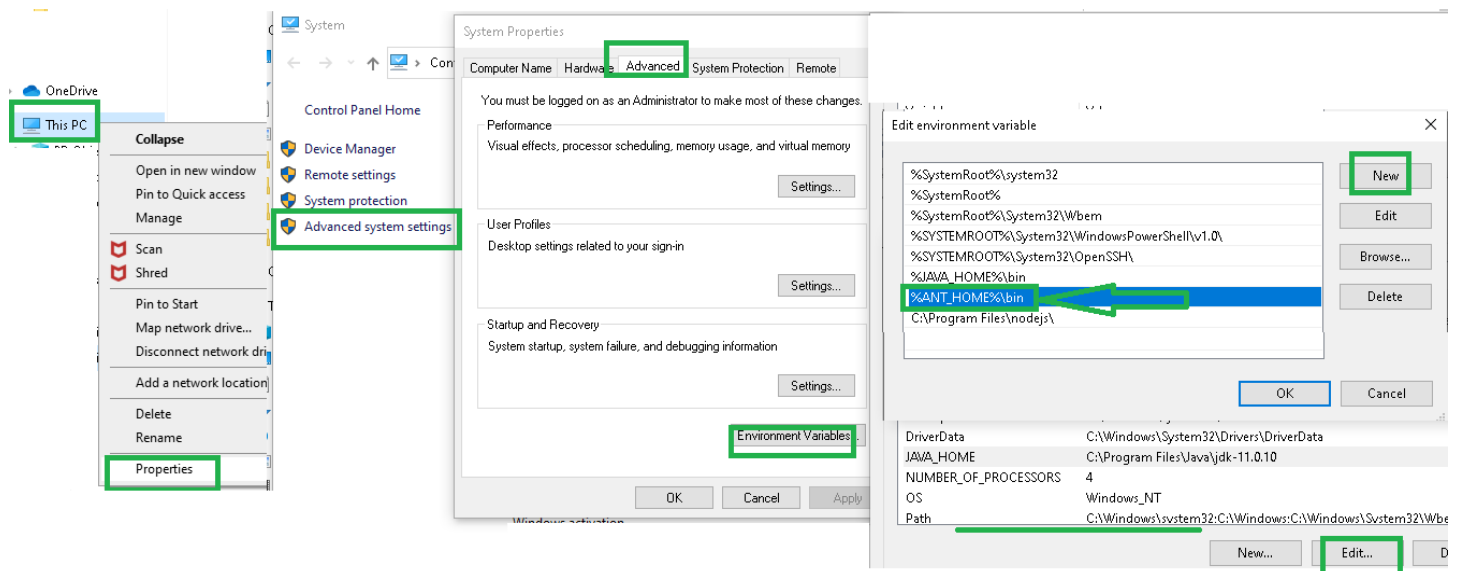 OneDrive
This PC
Collapse
Open in new window
Pin to Quick access
Manage
Scan
Shred
Pin to Start
Map network drive...
Disconnect network dri
Add a network location
Delete
Rename
Properties
System
Con
Control Panel Home
Device Manager
Remote settings
System protection
Advanced system settings
System Properties
Computer Name Hardware Advanced System Protection Remote
You must be logged on as an Administrator to make most of these changes.
Performance
Visual effects, processor scheduling, memory usage, and virtual memory
Settings...
User Profiles
Desktop settings related to your sign-in
Settings...
Startup and Recovery
System startup, system failure, and debugging information
Settings...
Environment Variables...
OK Cancel Apply
Windows activation
Edit environment variable
%SystemRoot%\system32
%SystemRoot%
%SystemRoot%\System32\Wbem
%SYSTEMROOT%\System32\WindowsPowerShell\v1.0\
%SYSTEMROOT%\System32\OpenSSH\
%JAVA_HOME%\bin
%ANT_HOME%\bin
C:\Program Files\nodejs\
New
Edit
Browse...
Delete
OK Cancel
DriverData C:\Windows\System32\Drivers\DriverData
JAVA_HOME C:\Program Files\Java\jdk-11.0.10
NUMBER_OF_PROCESSORS 4
OS Windows_NT
Path C:\Windows\system32;C:\Windows;C:\Windows\System32\Wbe
New... Edit... D